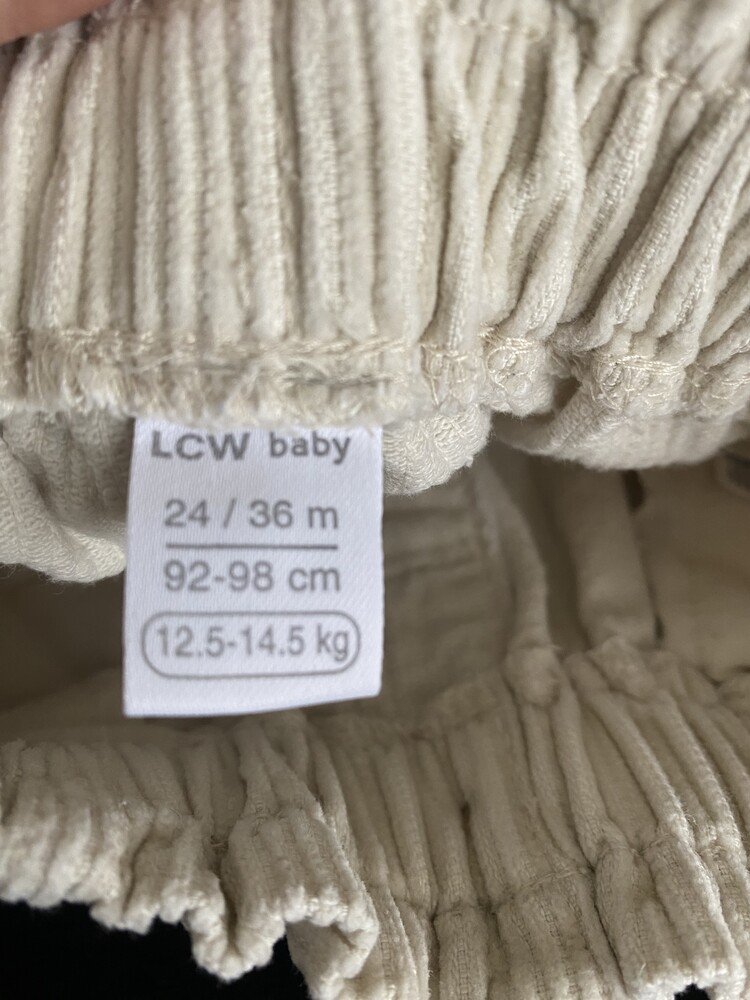 LCW baby
24 / 36 m
92-98 cm
12.5-14.5 kg